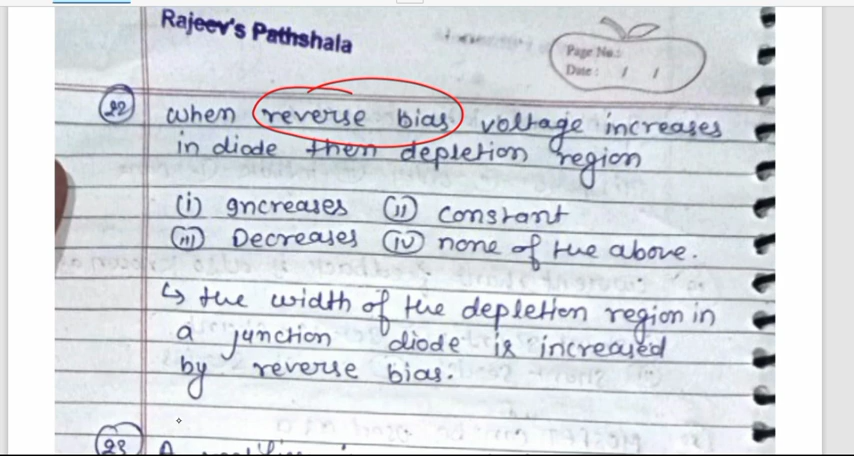 Rajeev's Pathshala
Page No.:
Date: / /
22 when reverse bias voltage increases
in diode then depletion region
(i) Increases (ii) constant
(iii) Decreases (iv) none of the above.
↳ the width of the depletion region in
a junction diode is increased
by reverse bias.
23 A